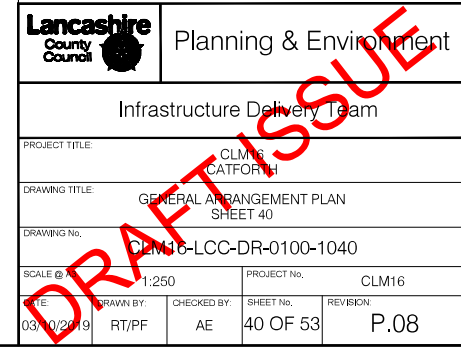 Lancashire
County
Council
Planning & Environment
Infrastructure Delivery Team
PROJECT TITLE:
CLM16
CATFORTH
DRAWING TITLE:
GENERAL ARRANGEMENT PLAN
SHEET 40
DRAWING No.
CLM16-LCC-DR-0100-1040
SCALE @ A3
1:250
PROJECT No.
CLM16
DATE:
DRAWN BY:
CHECKED BY:
SHEET No.
REVISION:
03/10/2019
RT/PF
AE
40 OF 53
P.08
DRAFT ISSUE